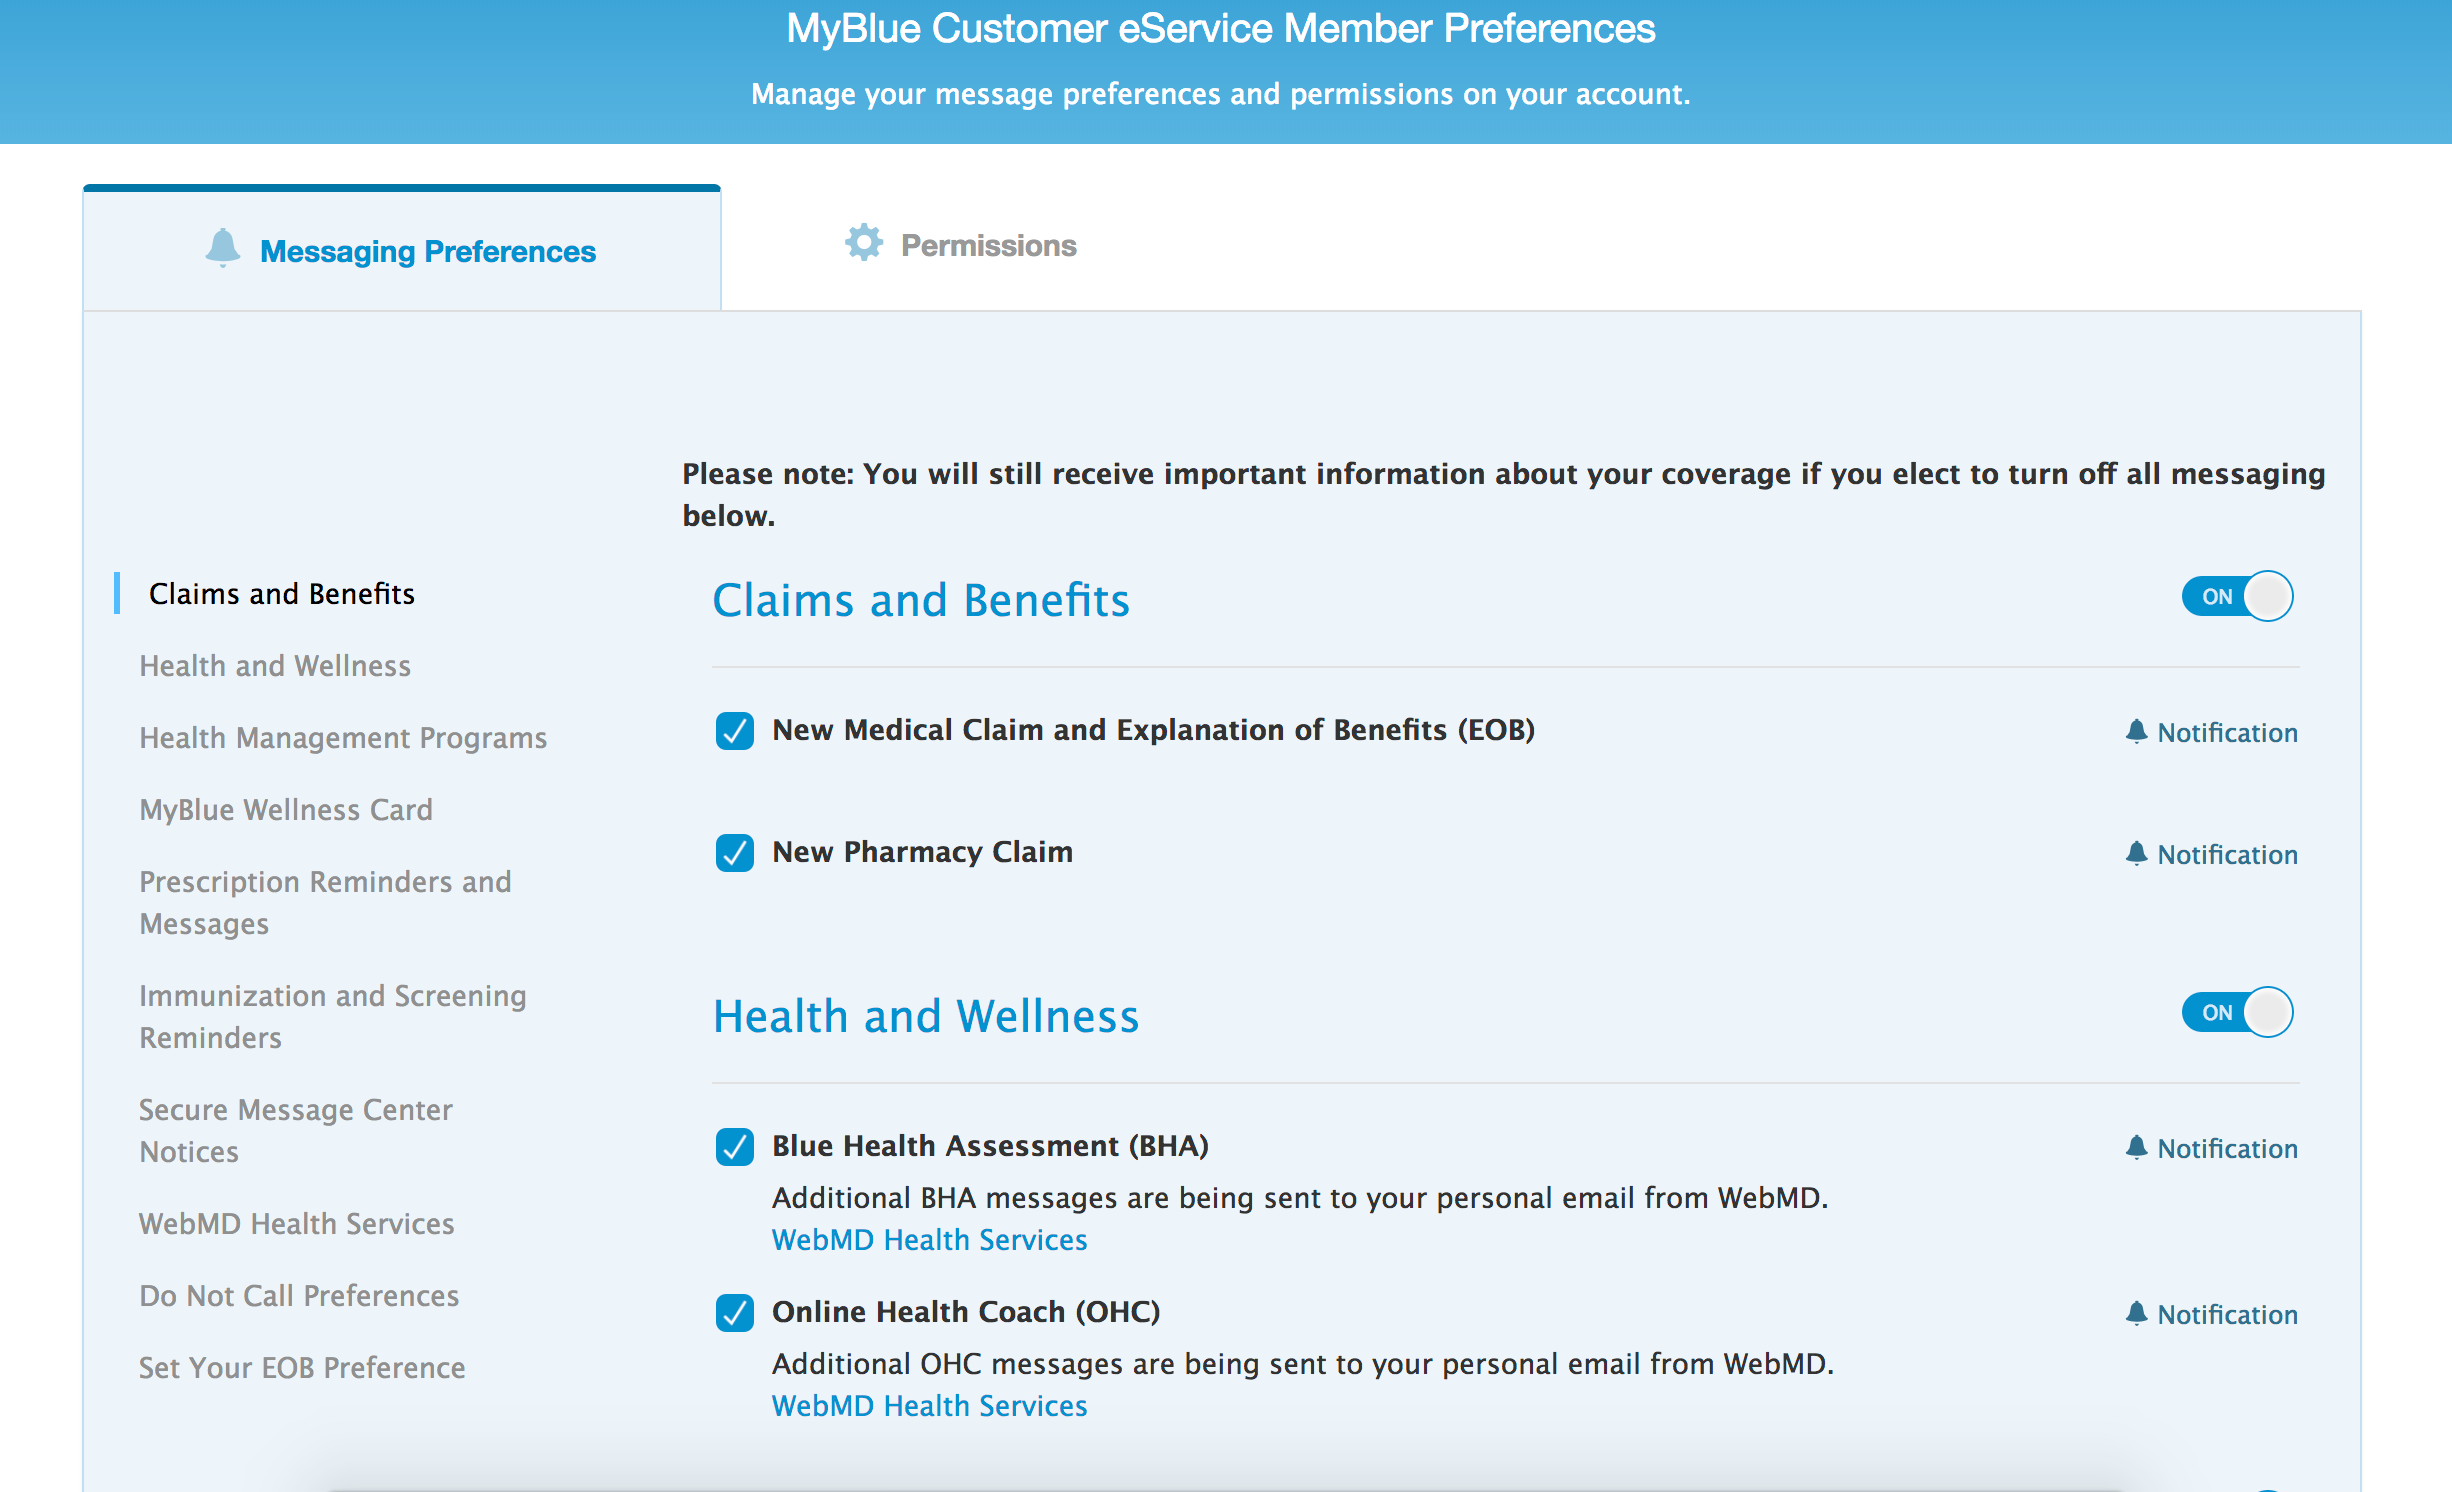 MyBlue Customer eService Member Preferences
Manage your message preferences and permissions on your account.
Messaging Preferences
Permissions
Please note: You will still receive important information about your coverage if you elect to turn off all messaging
below.
Claims and Benefits
Health and Wellness
Health Management Programs
MyBlue Wellness Card
Prescription Reminders and
Messages
Immunization and Screening
Reminders
Secure Message Center
Notices
WebMD Health Services
Do Not Call Preferences
Set Your EOB Preference
Claims and Benefits
ON
New Medical Claim and Explanation of Benefits (EOB)
Notification
New Pharmacy Claim
Notification
Health and Wellness
ON
Blue Health Assessment (BHA)
Notification
Additional BHA messages are being sent to your personal email from WebMD.
WebMD Health Services
Online Health Coach (OHC)
Notification
Additional OHC messages are being sent to your personal email from WebMD.
WebMD Health Services